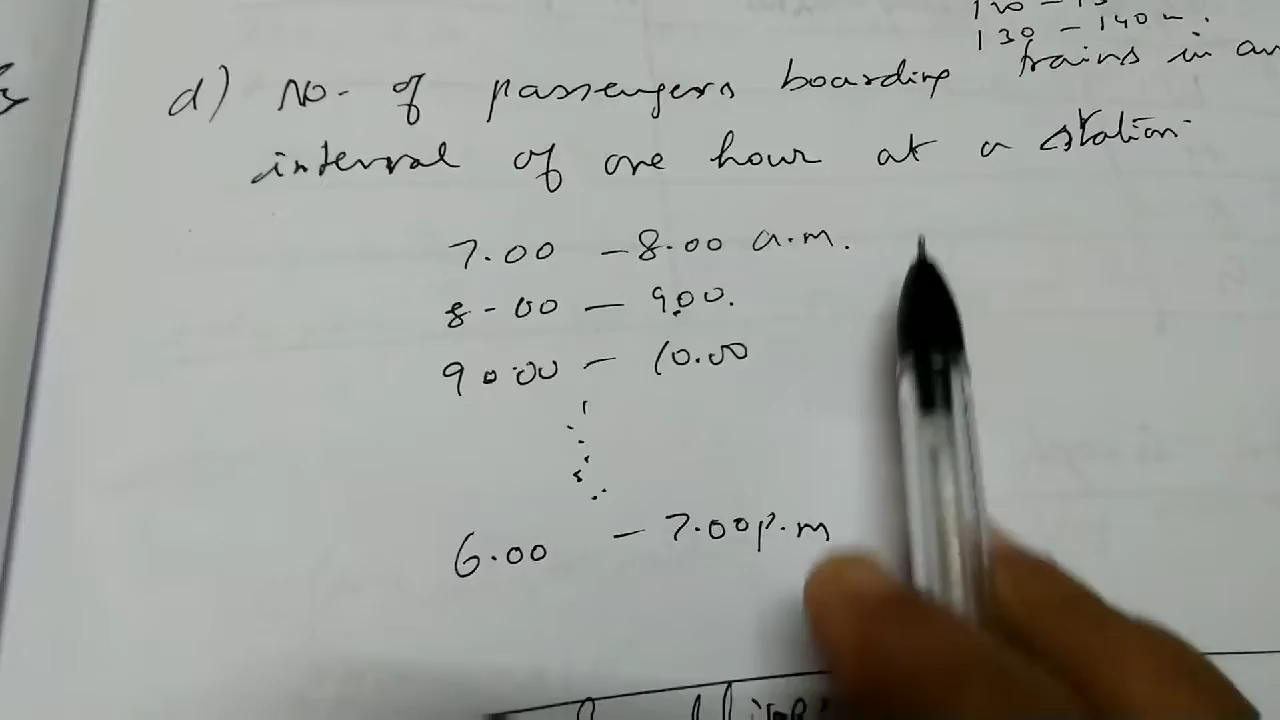 130 - 140 
d) No. of passengers boarding trains in an
interval of one hour at a station.
7.00 - 8.00 a.m.
8.00 - 9.00.
9.00 - 10.00
6.00 - 7.00 p.m